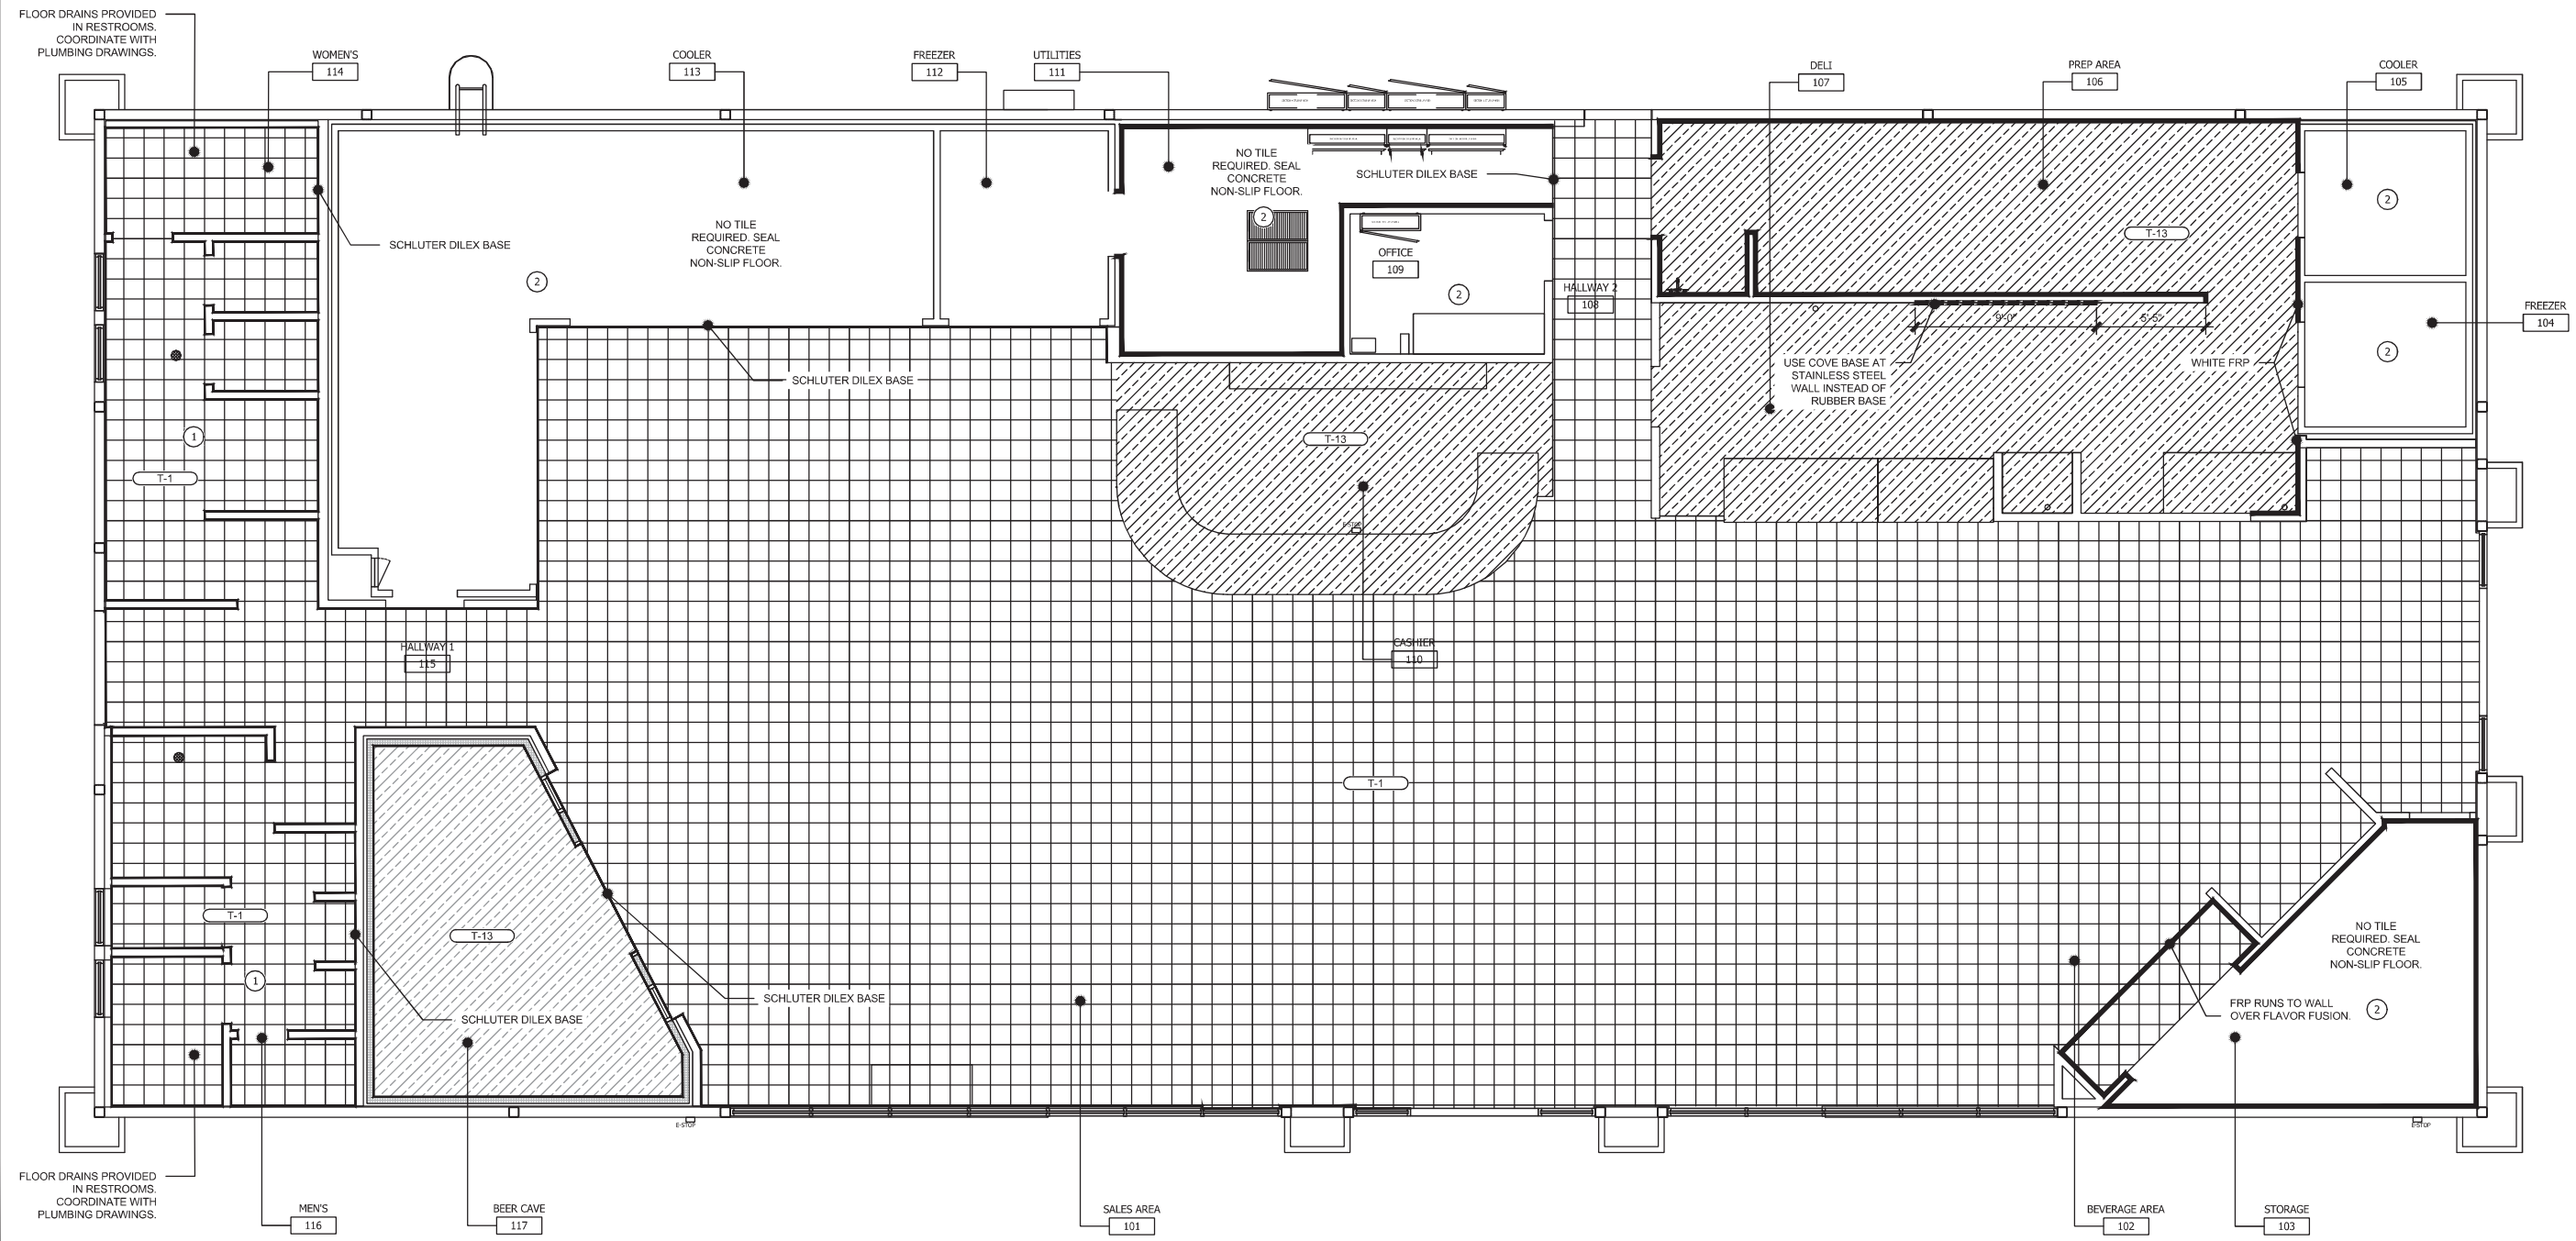 FLOOR DRAINS PROVIDED
IN RESTROOMS.
COORDINATE WITH
PLUMBING DRAWINGS.
WOMEN'S
114
COOLER
113
FREEZER
112
UTILITIES
111
DELI
107
PREP AREA
106
COOLER
105
NO TILE
REQUIRED. SEAL
CONCRETE
NON-SLIP FLOOR.
2
SCHLUTER DILEX BASE
2
T-13
SCHLUTER DILEX BASE
NO TILE
REQUIRED. SEAL
CONCRETE
NON-SLIP FLOOR.
2
OFFICE
109
2
HALLWAY 2
108
FREEZER
104
9'-0"
5'-5"
2
USE COVE BASE AT
STAINLESS STEEL
WALL INSTEAD OF
RUBBER BASE
WHITE FRP
SCHLUTER DILEX BASE
1
T-13
T-1
E-STOP
HALLWAY 1
115
CASHIER
110
T-1
T-1
T-13
1
NO TILE
REQUIRED. SEAL
CONCRETE
NON-SLIP FLOOR.
SCHLUTER DILEX BASE
FRP RUNS TO WALL
OVER FLAVOR FUSION.
2
SCHLUTER DILEX BASE
E-STOP
E-STOP
FLOOR DRAINS PROVIDED
IN RESTROOMS.
COORDINATE WITH
PLUMBING DRAWINGS.
MEN'S
116
BEER CAVE
117
SALES AREA
101
BEVERAGE AREA
102
STORAGE
103